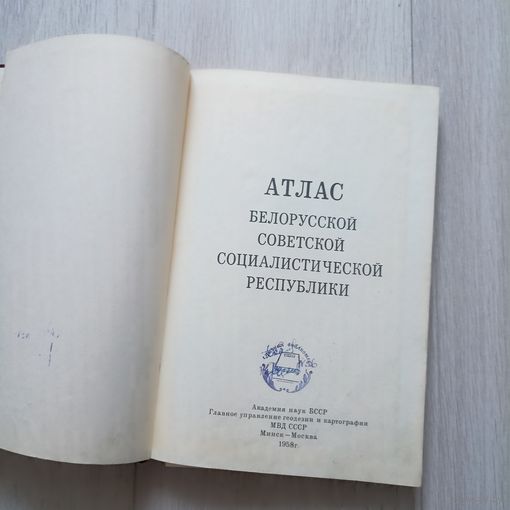 АТЛАС
БЕЛОРУССКОЙ
СОВЕТСКОЙ
СОЦИАЛИСТИЧЕСКОЙ
РЕСПУБЛИКИ
Академия наук БССР
Главное управление геодезии и картографии
МВД СССР
Минск—Москва
1958г.